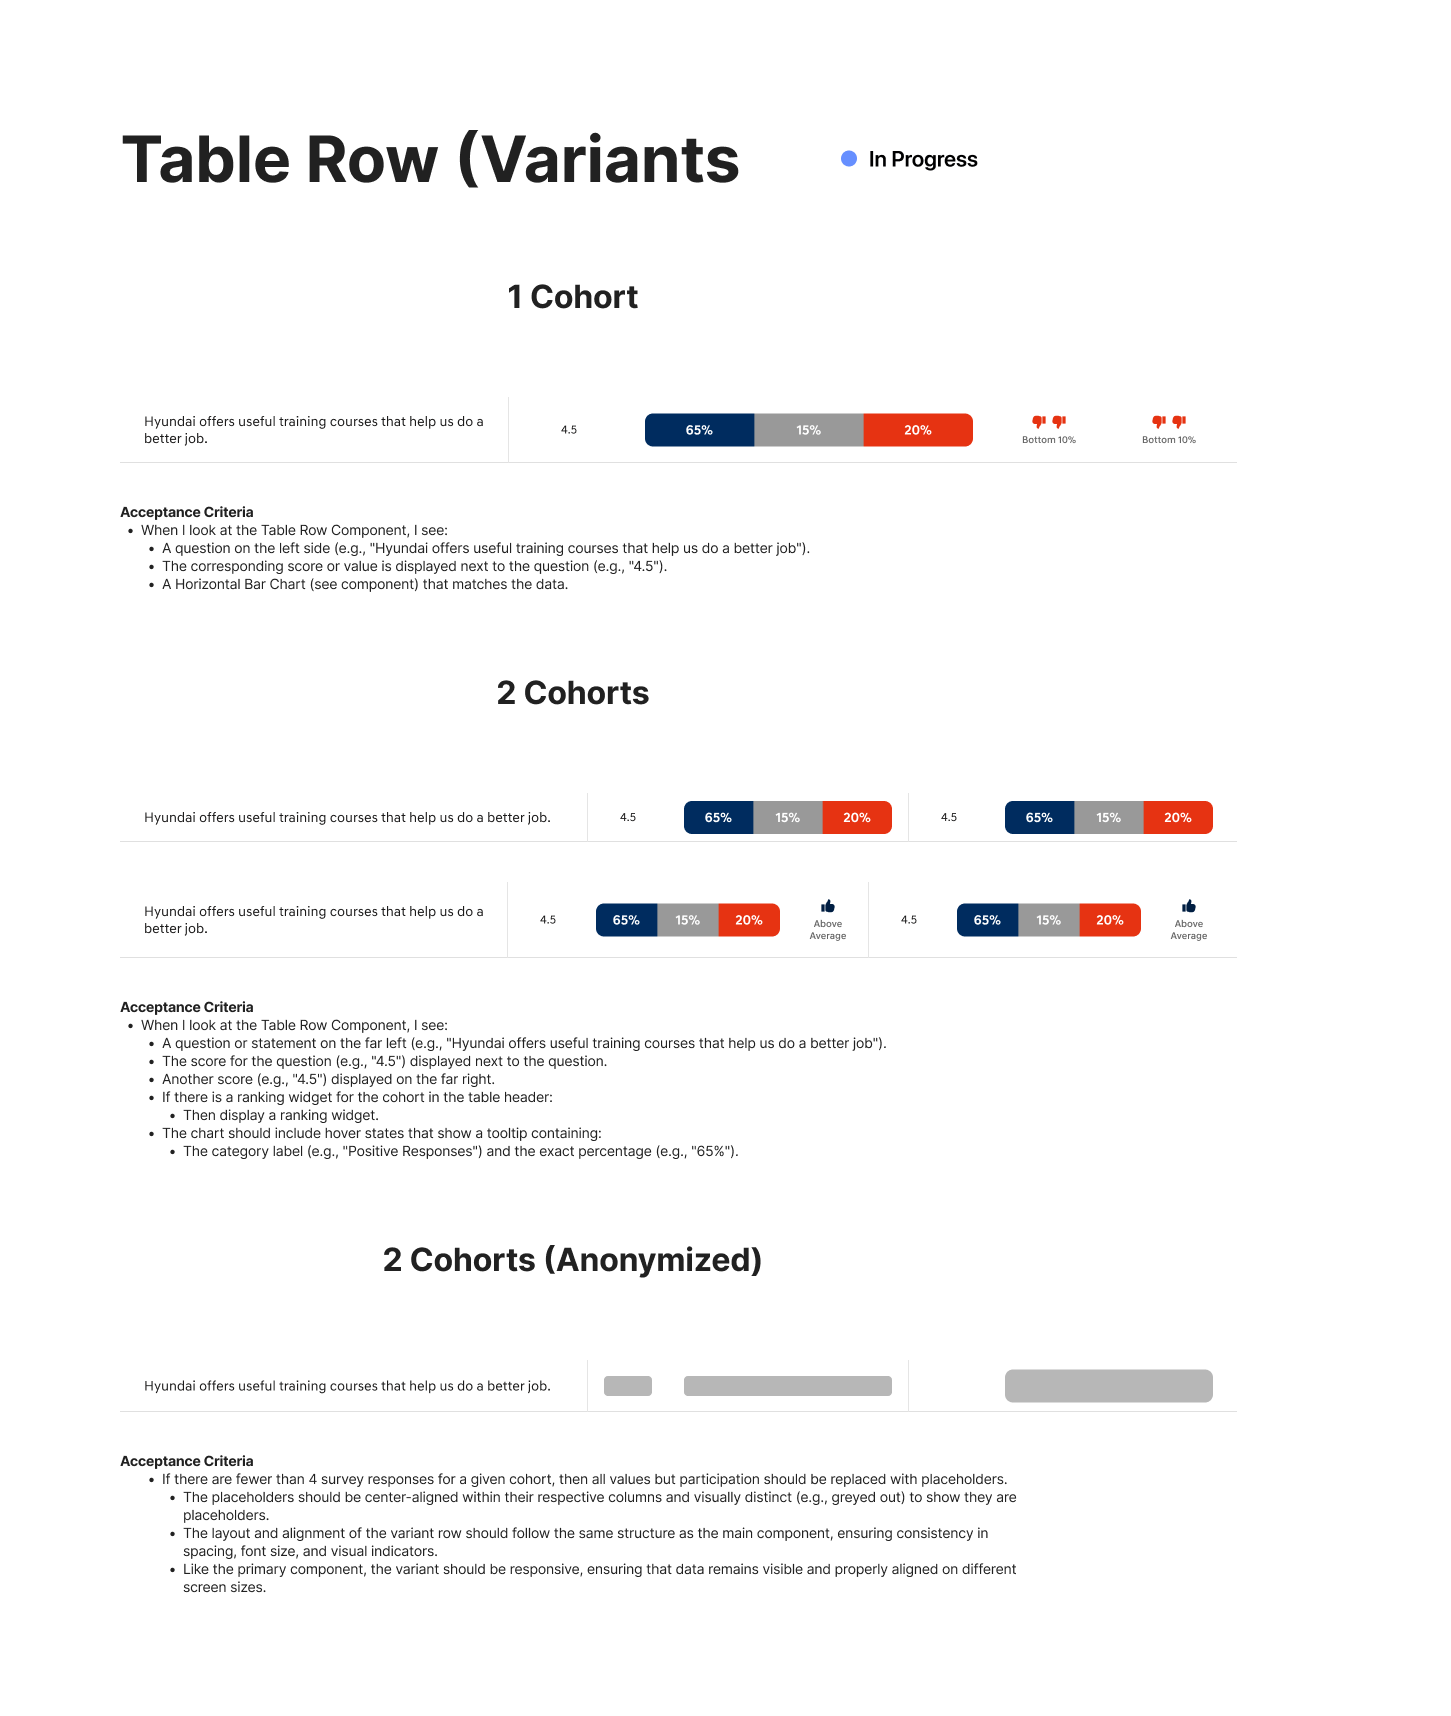 Table Row (Variants
In Progress
1 Cohort
Hyundai offers useful training courses that help us do a
better job.
4.5
65%
15%
20%
Bottom 10%
Bottom 10%
Acceptance Criteria
• When I look at the Table Row Component, I see:
• A question on the left side (e.g., "Hyundai offers useful training courses that help us do a better job").
• The corresponding score or value is displayed next to the question (e.g., "4.5").
• A Horizontal Bar Chart (see component) that matches the data.
2 Cohorts
Hyundai offers useful training courses that help us do a better job.
4.5
65%
15%
20%
4.5
65%
15%
20%
Hyundai offers useful training courses that help us do a
better job.
4.5
65%
15%
20%
Above
Average
4.5
65%
15%
20%
Above
Average
Acceptance Criteria
• When I look at the Table Row Component, I see:
• A question or statement on the far left (e.g., "Hyundai offers useful training courses that help us do a better job").
• The score for the question (e.g., "4.5") displayed next to the question.
• Another score (e.g., "4.5") displayed on the far right.
• If there is a ranking widget for the cohort in the table header:
• Then display a ranking widget.
• The chart should include hover states that show a tooltip containing:
• The category label (e.g., "Positive Responses") and the exact percentage (e.g., "65%").
2 Cohorts (Anonymized)
Hyundai offers useful training courses that help us do a better job.
Acceptance Criteria
• If there are fewer than 4 survey responses for a given cohort, then all values but participation should be replaced with placeholders.
• The placeholders should be center-aligned within their respective columns and visually distinct (e.g., greyed out) to show they are
placeholders.
• The layout and alignment of the variant row should follow the same structure as the main component, ensuring consistency in
spacing, font size, and visual indicators.
• Like the primary component, the variant should be responsive, ensuring that data remains visible and properly aligned on different
screen sizes.